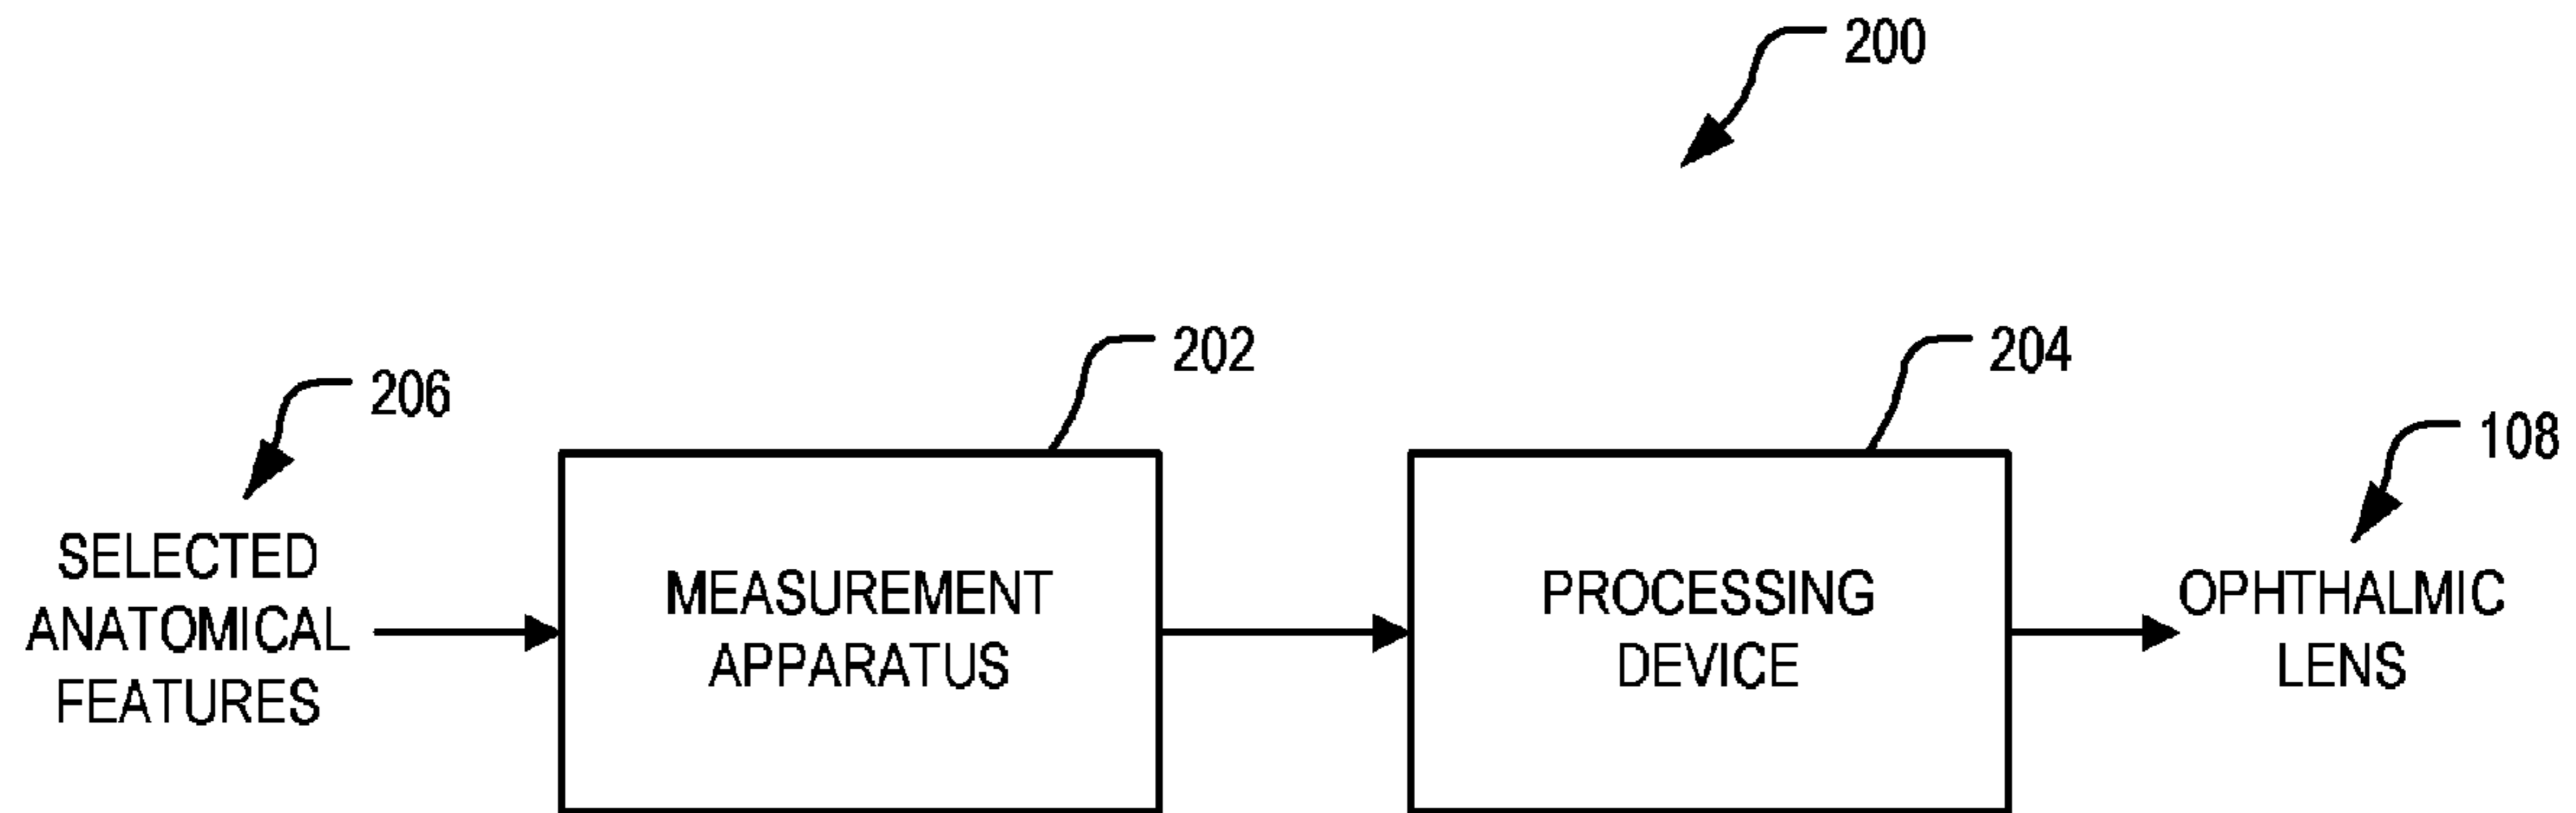 200
202
204
206
108
SELECTED
ANATOMICAL
FEATURES
MEASUREMENT
APPARATUS
PROCESSING
DEVICE
OPHTHALMIC
LENS